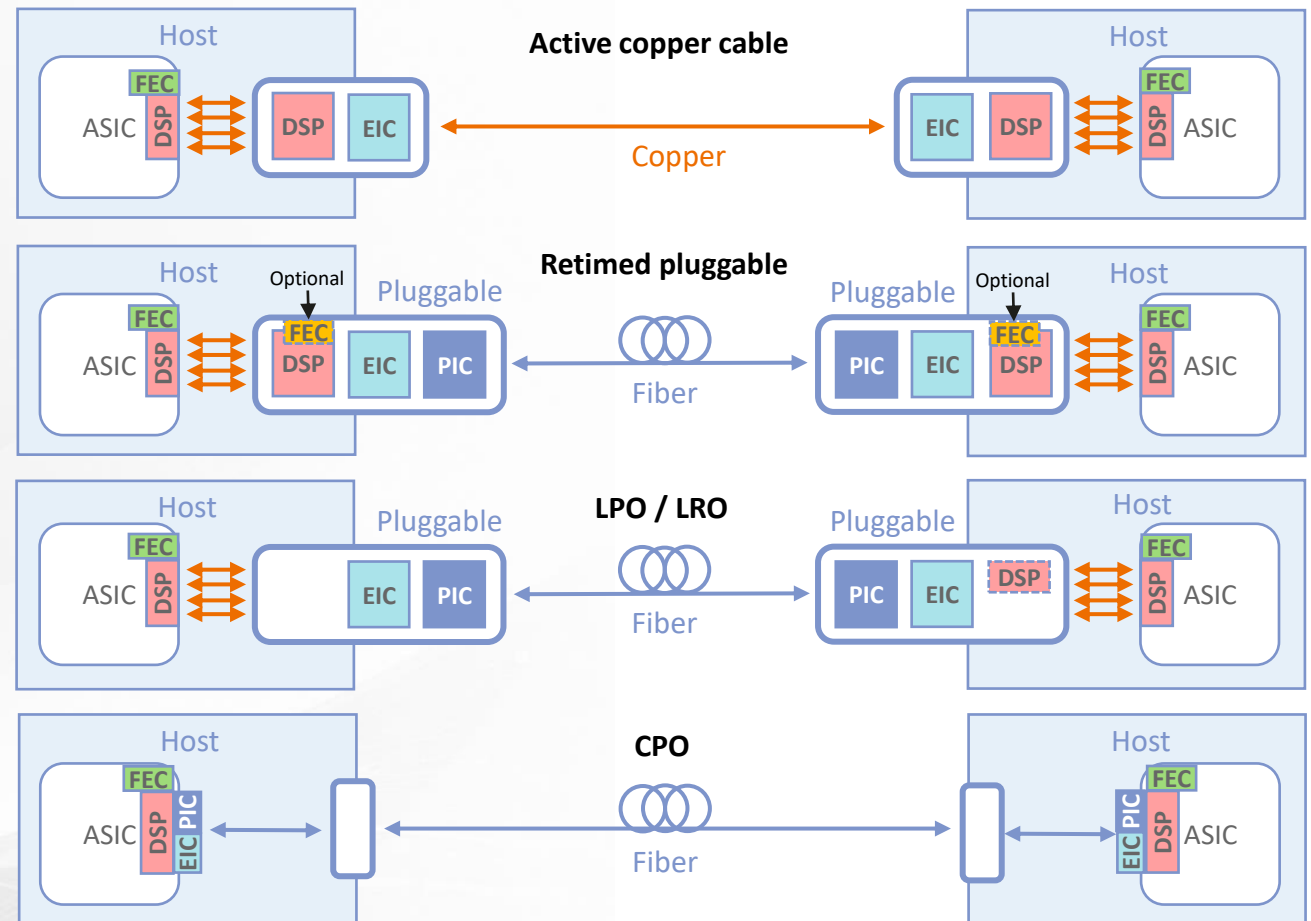 Host
Active copper cable
Host
FEC
ASIC
DSP
DSP
EIC
Copper
EIC
DSP
FEC
DSP
ASIC
Host
Optional
Pluggable
Retimed pluggable
Pluggable
Optional
Host
FEC
ASIC
DSP
FEC
DSP
EIC
PIC
Fiber
PIC
EIC
FEC
DSP
FEC
DSP
ASIC
Host
Pluggable
LPO / LRO
Pluggable
Host
FEC
ASIC
DSP
EIC
PIC
Fiber
PIC
EIC
DSP
FEC
DSP
ASIC
Host
CPO
Host
FEC
ASIC
DSP
PIC
EIC
Fiber
PIC
EIC
FEC
DSP
ASIC